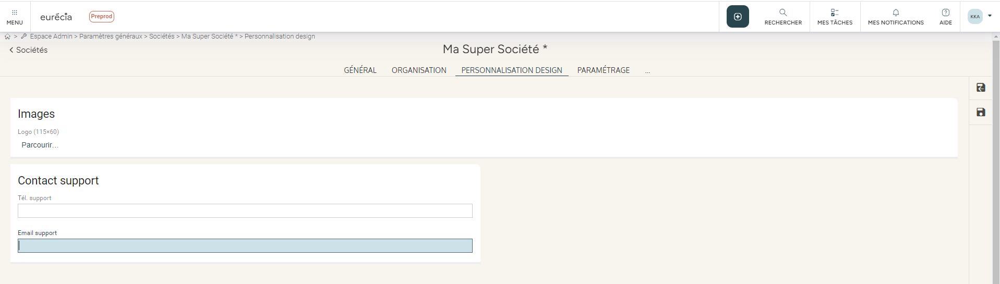 MENU
eurécia
Preprod
RECHERCHER
MES TÂCHES
MES NOTIFICATIONS
AIDE
KKA
> Espace Admin > Paramètres généraux > Sociétés > Ma Super Société * > Personnalisation design
Sociétés
Ma Super Société *
GÉNÉRAL
ORGANISATION
PERSONNALISATION DESIGN
PARAMÉTRAGE
...
Images
Logo (115×60)
Parcourir...
Contact support
Tél. support
Email support